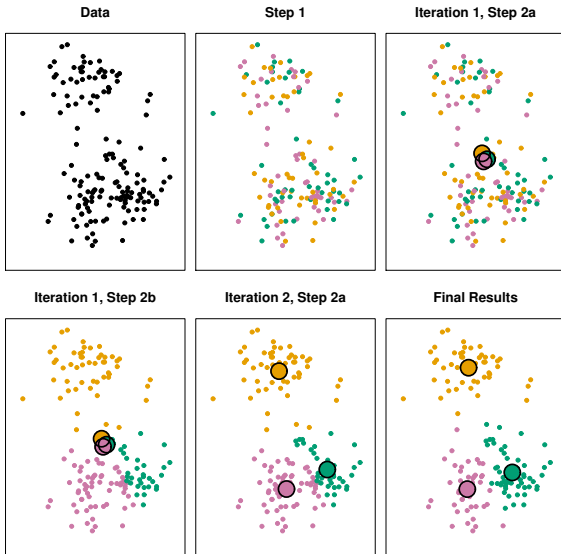 Data
Step 1
Iteration 1, Step 2a
Iteration 1, Step 2b
Iteration 2, Step 2a
Final Results